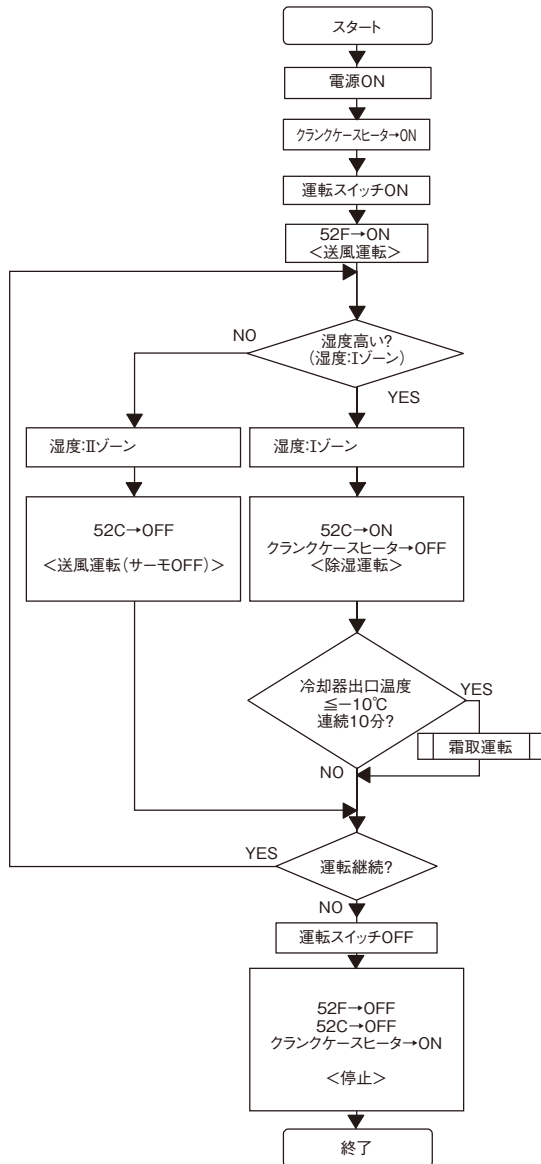 スタート
電源ON
クランクケースヒータ→ON
運転スイッチON
52F→ON
<送風運転>
NO
湿度高い?
(湿度:Iゾーン)
YES
湿度:IIゾーン
湿度:Iゾーン
52C→OFF
<送風運転(サーモOFF)>
52C→ON
クランクケースヒータ→OFF
<除湿運転>
冷却器出口温度
≦−10℃
連続10分?
YES
霜取運転
NO
YES
運転継続?
NO
運転スイッチOFF
52F→OFF
52C→OFF
クランクケースヒータ→ON
<停止>
終了